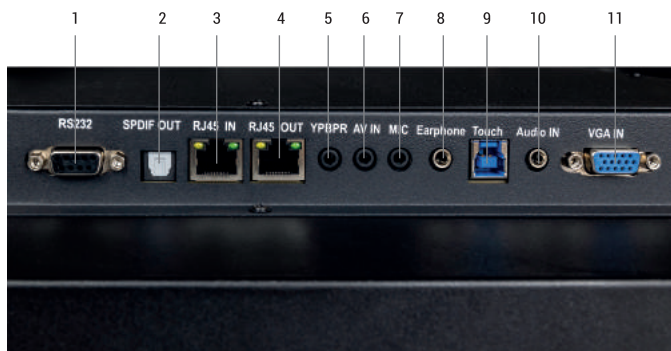 1 2 3 4 5 6 7 8 9 10 11
RS232 SPDIF OUT RJ45 IN RJ45 OUT YPBPR AV IN MIC Earphone Touch Audio IN VGA IN